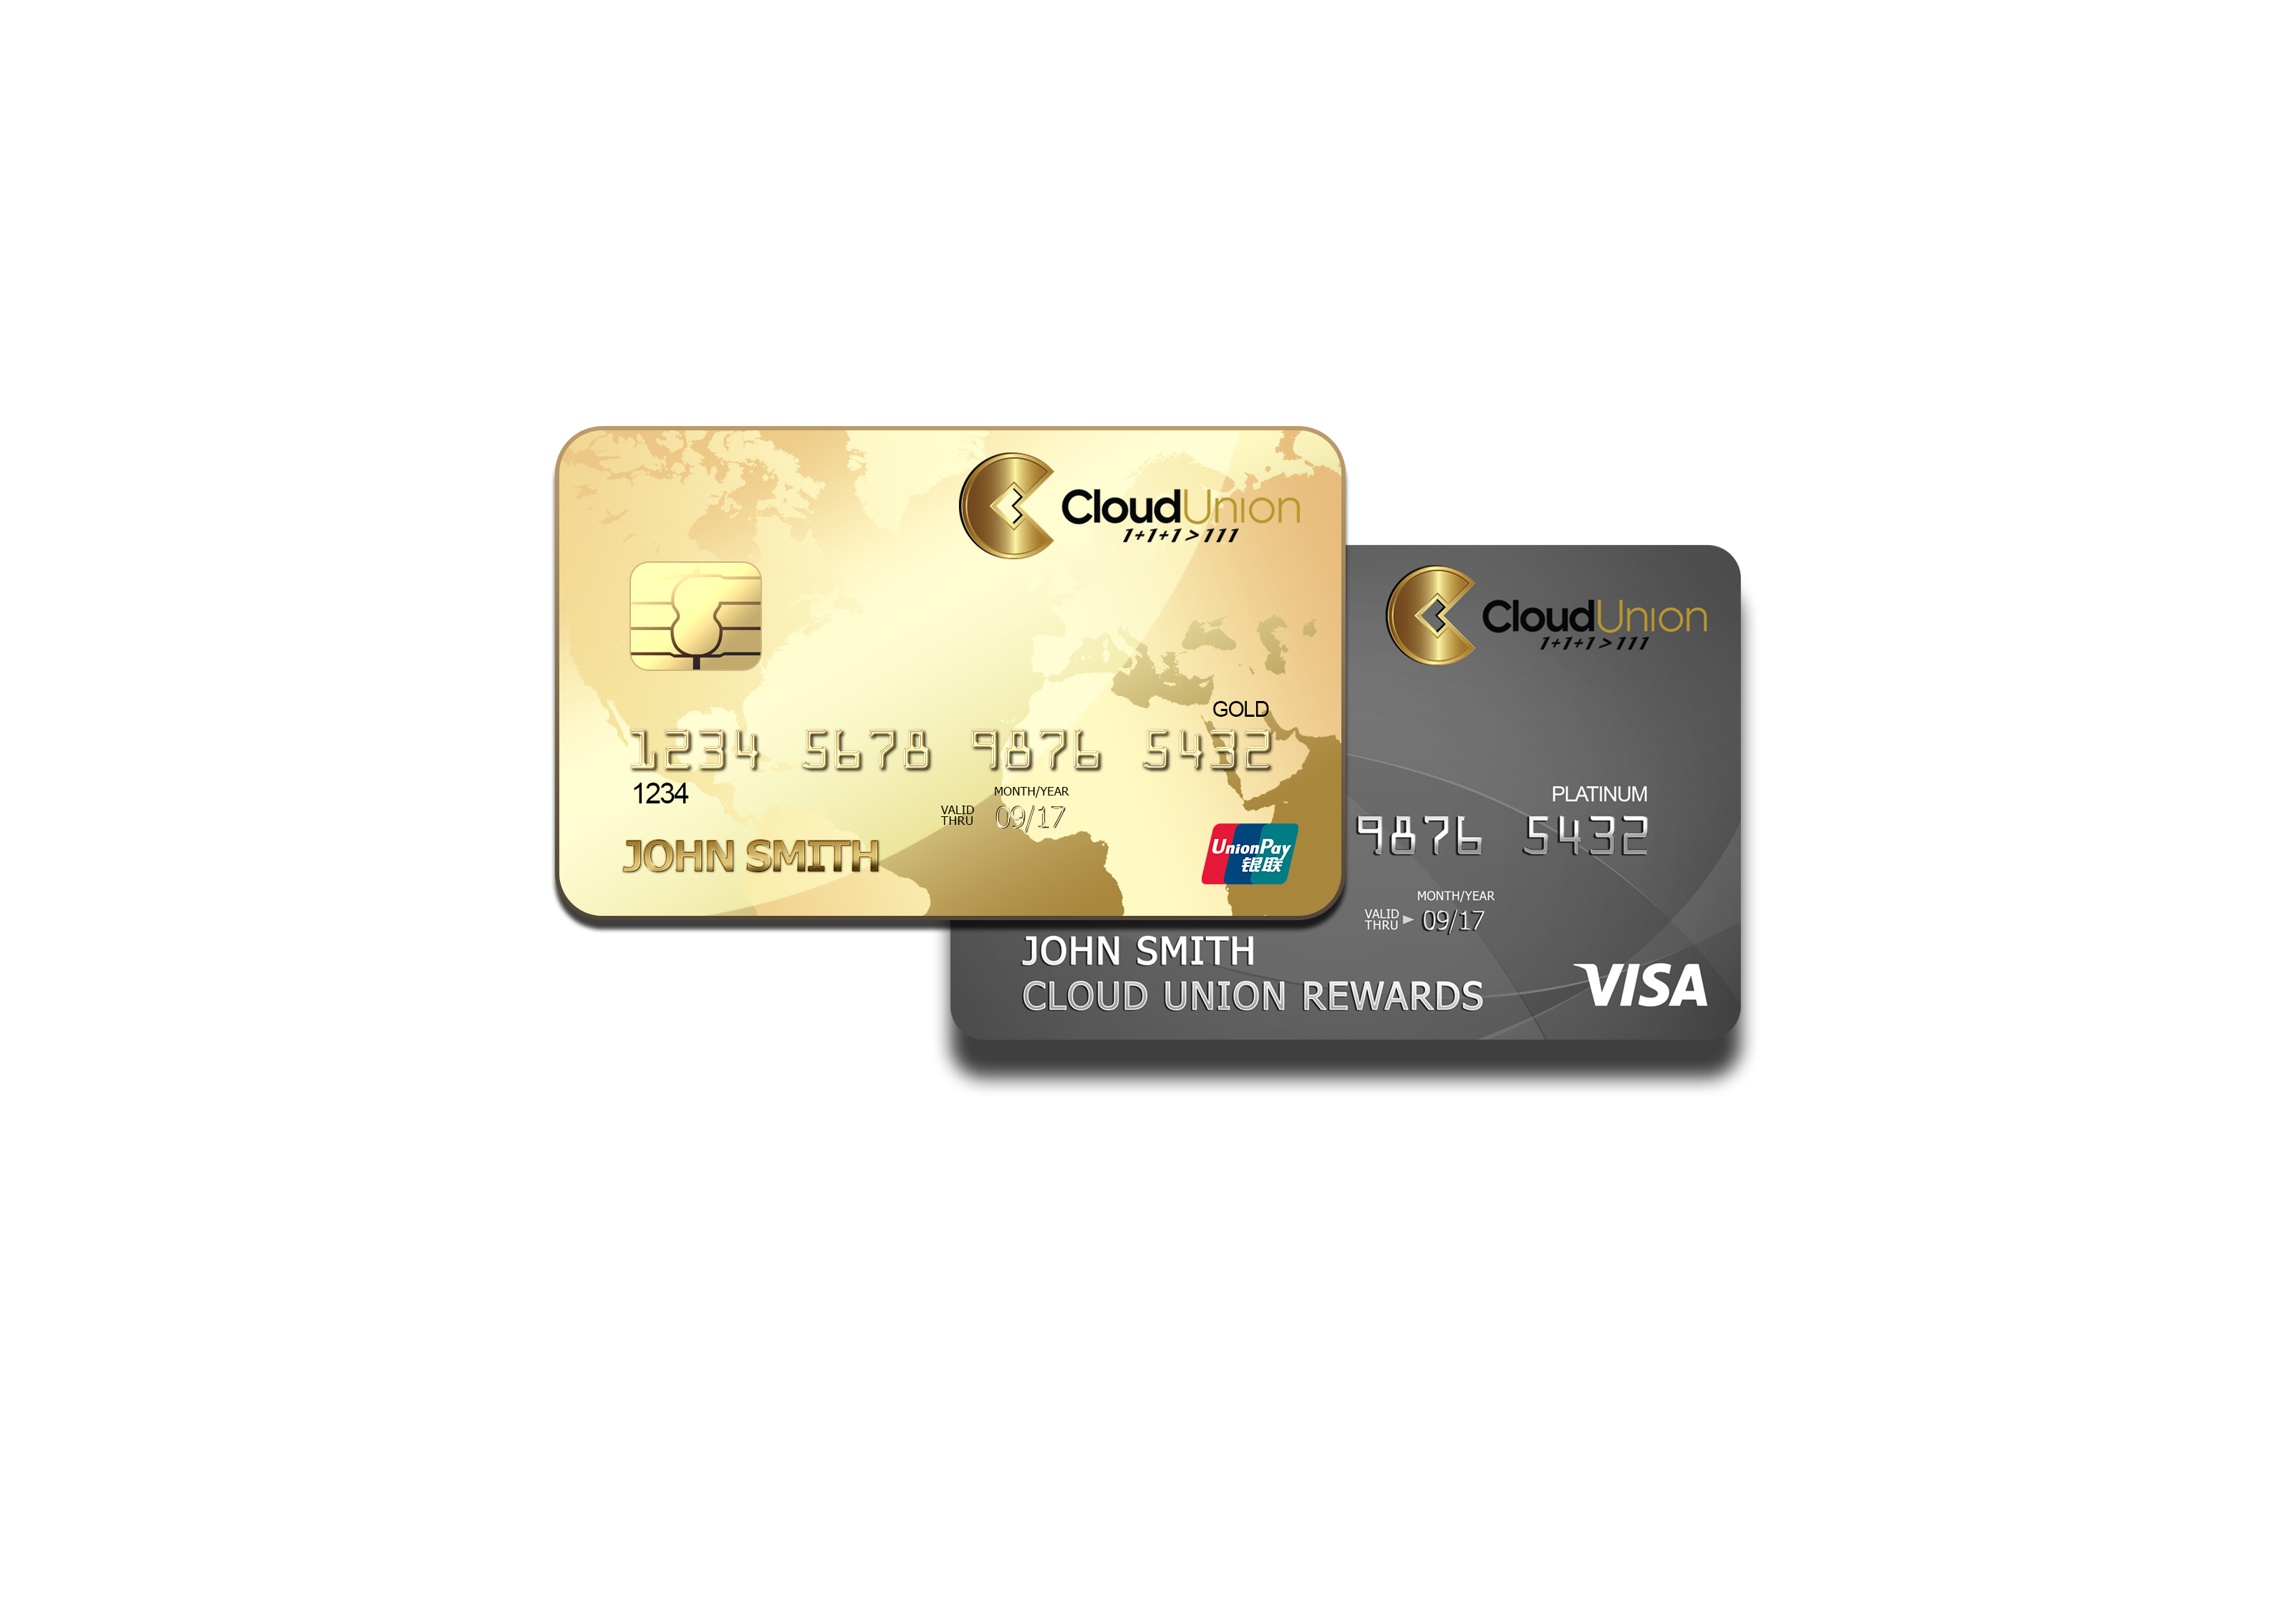 CloudUnion
1+1+1>111
GOLD
1234 5678 9876 5432
1234
MONTH/YEAR
VALID
THRU
09/17
JOHN SMITH
UnionPay
银联
CloudUnion
1+1+1>111
PLATINUM
9876 5432
MONTH/YEAR
VALID
THRU
09/17
JOHN SMITH
CLOUD UNION REWARDS
VISA